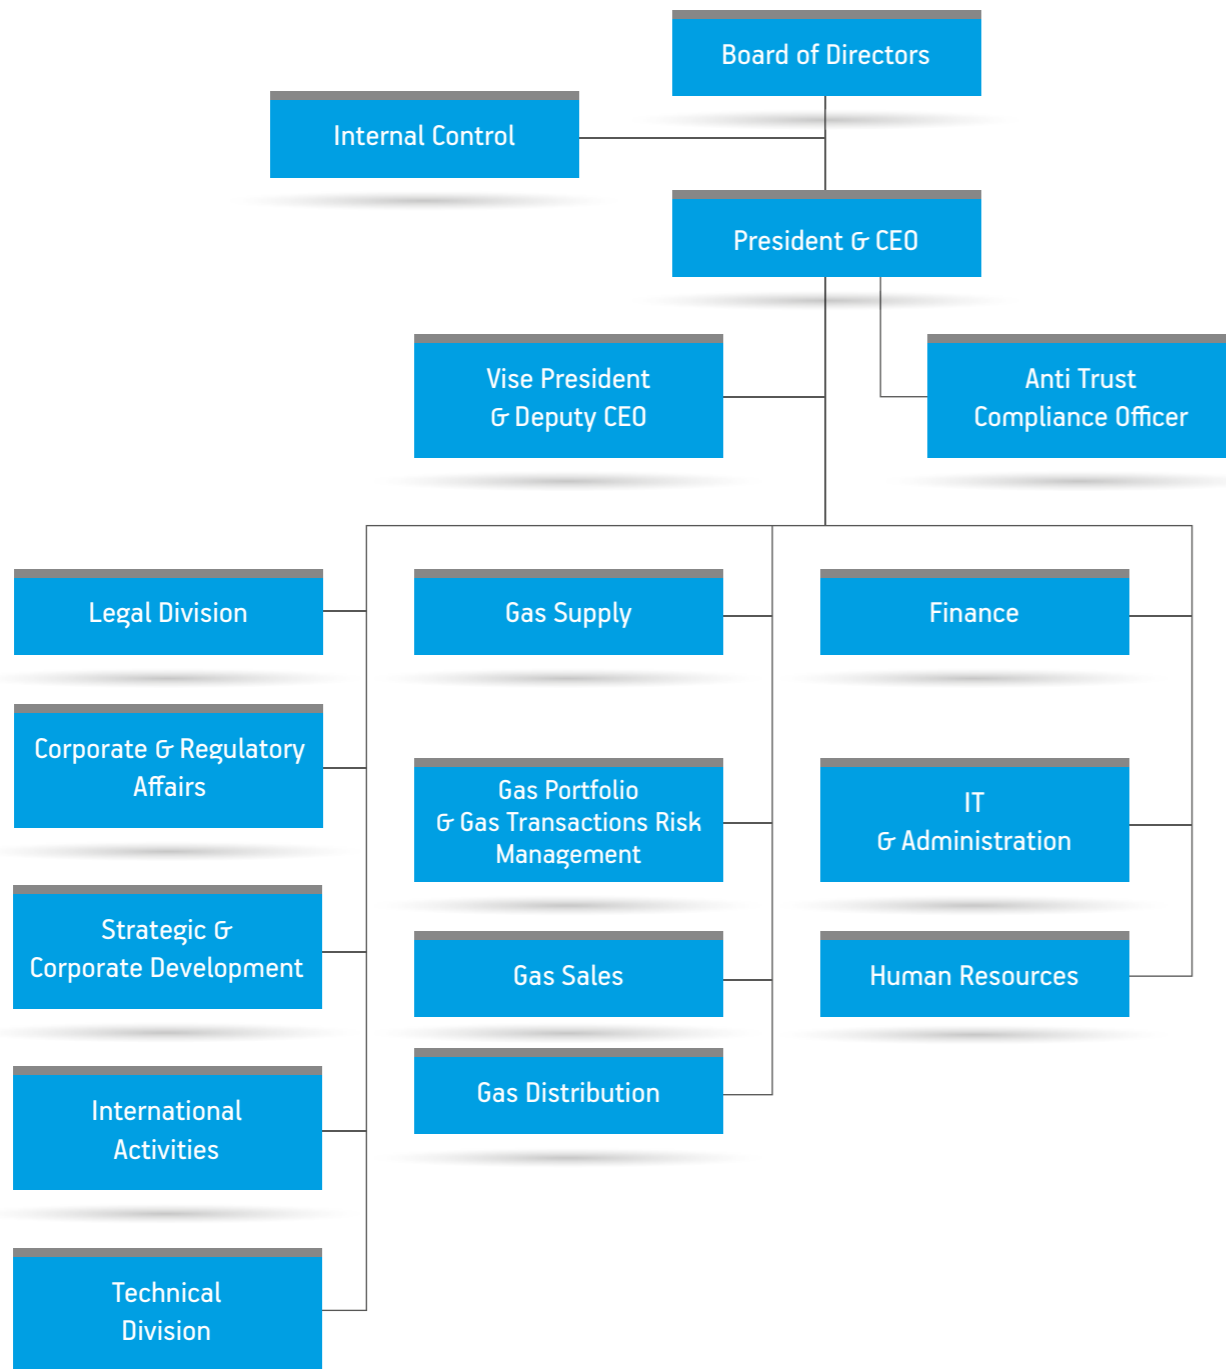 Board of Directors
Internal Control
President & CEO
Vise President
& Deputy CEO
Anti Trust
Compliance Officer
Legal Division
Gas Supply
Finance
Corporate & Regulatory
Affairs
Gas Portfolio
& Gas Transactions Risk
Management
IT
& Administration
Strategic &
Corporate Development
Gas Sales
Human Resources
International
Activities
Gas Distribution
Technical
Division